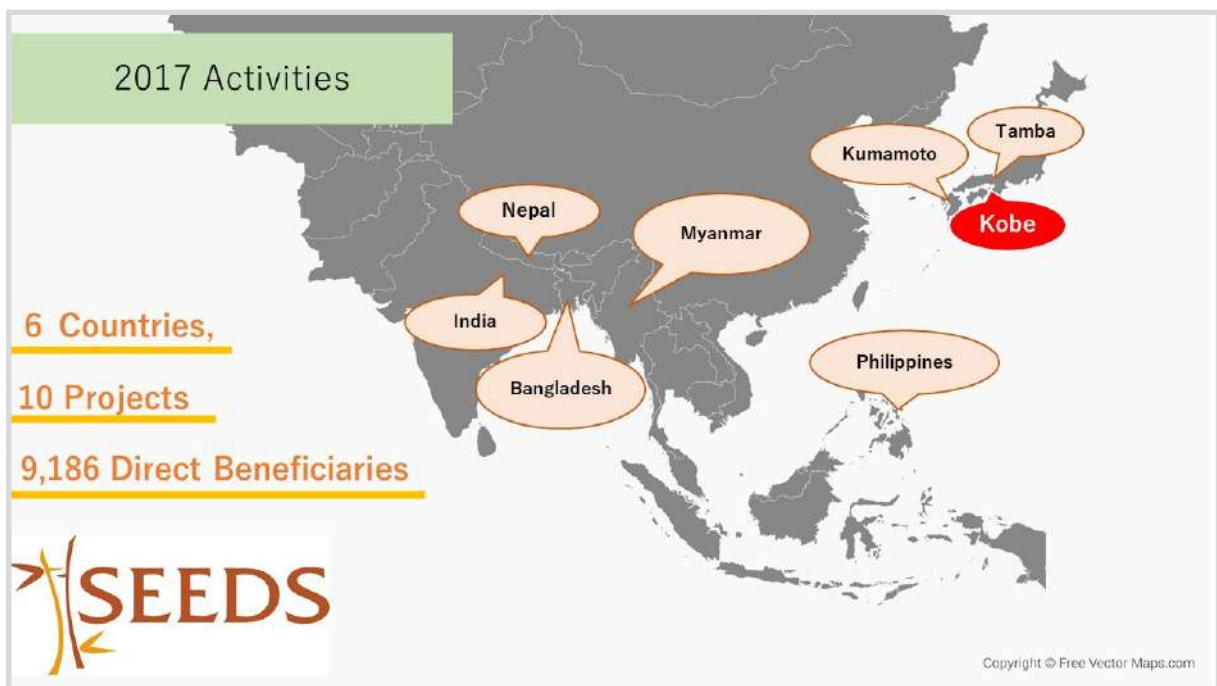 2017 Activities
Tamba
Kumamoto
Kobe
Nepal
Myanmar
India
Bangladesh
Philippines
6 Countries,
10 Projects
9,186 Direct Beneficiaries
SEEDS
Copyright © Free Vector Maps.com